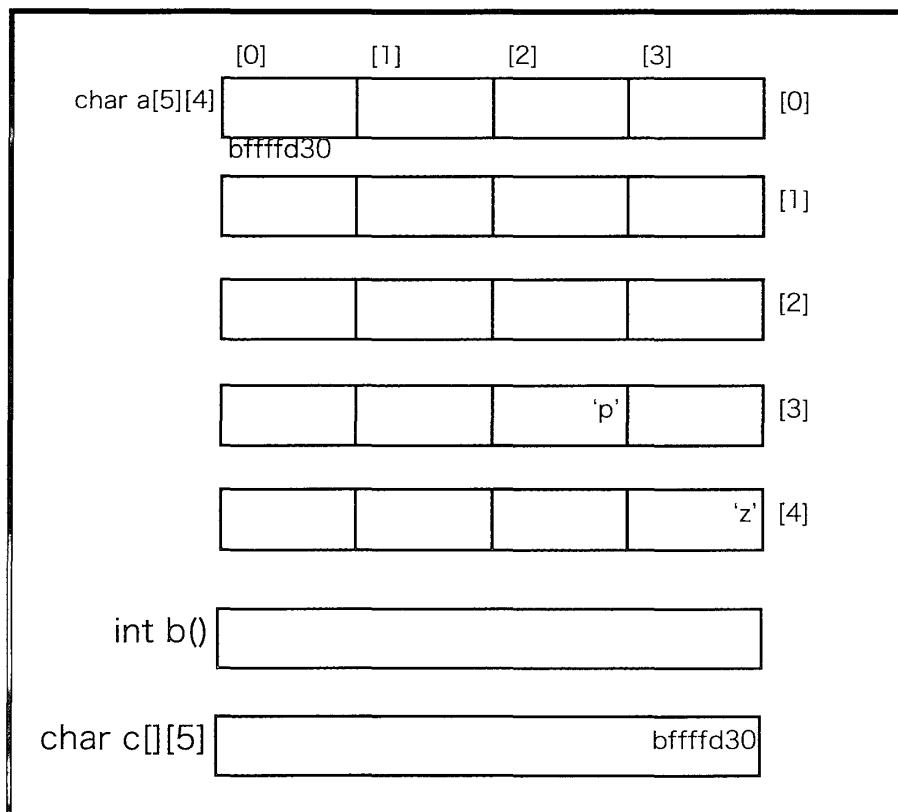 [0] [1] [2] [3]
char a[5][4] [0]
bffffd30
[1]
[2]
‘p’ [3]
‘z’ [4]
int b()
char c[][5] bffffd30